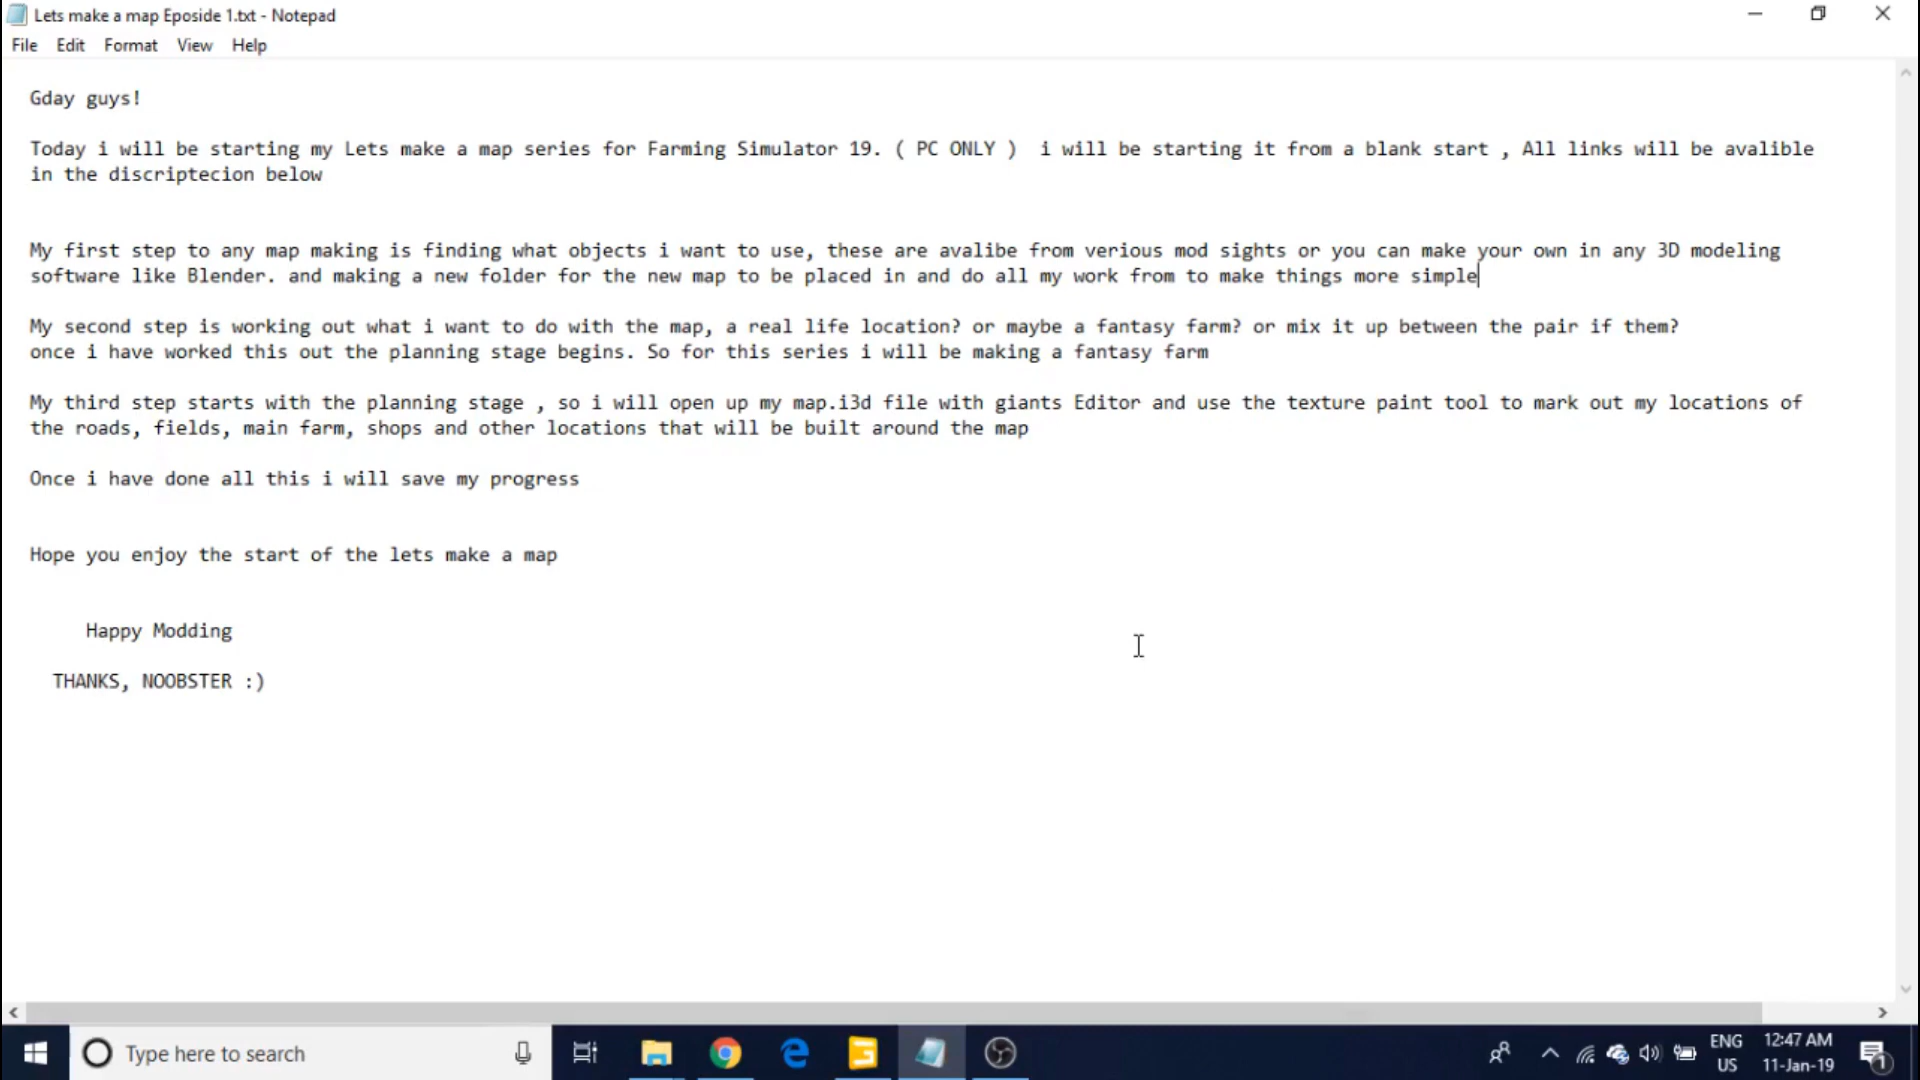 Lets make a map Eposide 1.txt - Notepad
File Edit Format View Help
Gday guys!
Today i will be starting my Lets make a map series for Farming Simulator 19. ( PC ONLY )  i will be starting it from a blank start , All links will be avalible
in the discriptecion below
My first step to any map making is finding what objects i want to use, these are avalibe from verious mod sights or you can make your own in any 3D modeling
software like Blender. and making a new folder for the new map to be placed in and do all my work from to make things more simple
My second step is working out what i want to do with the map, a real life location? or maybe a fantasy farm? or mix it up between the pair if them?
once i have worked this out the planning stage begins. So for this series i will be making a fantasy farm
My third step starts with the planning stage , so i will open up my map.i3d file with giants Editor and use the texture paint tool to mark out my locations of
the roads, fields, main farm, shops and other locations that will be built around the map
Once i have done all this i will save my progress
Hope you enjoy the start of the lets make a map
Happy Modding
THANKS, NOOBSTER :)
Type here to search
ENG
US
12:47 AM
11-Jan-19
1